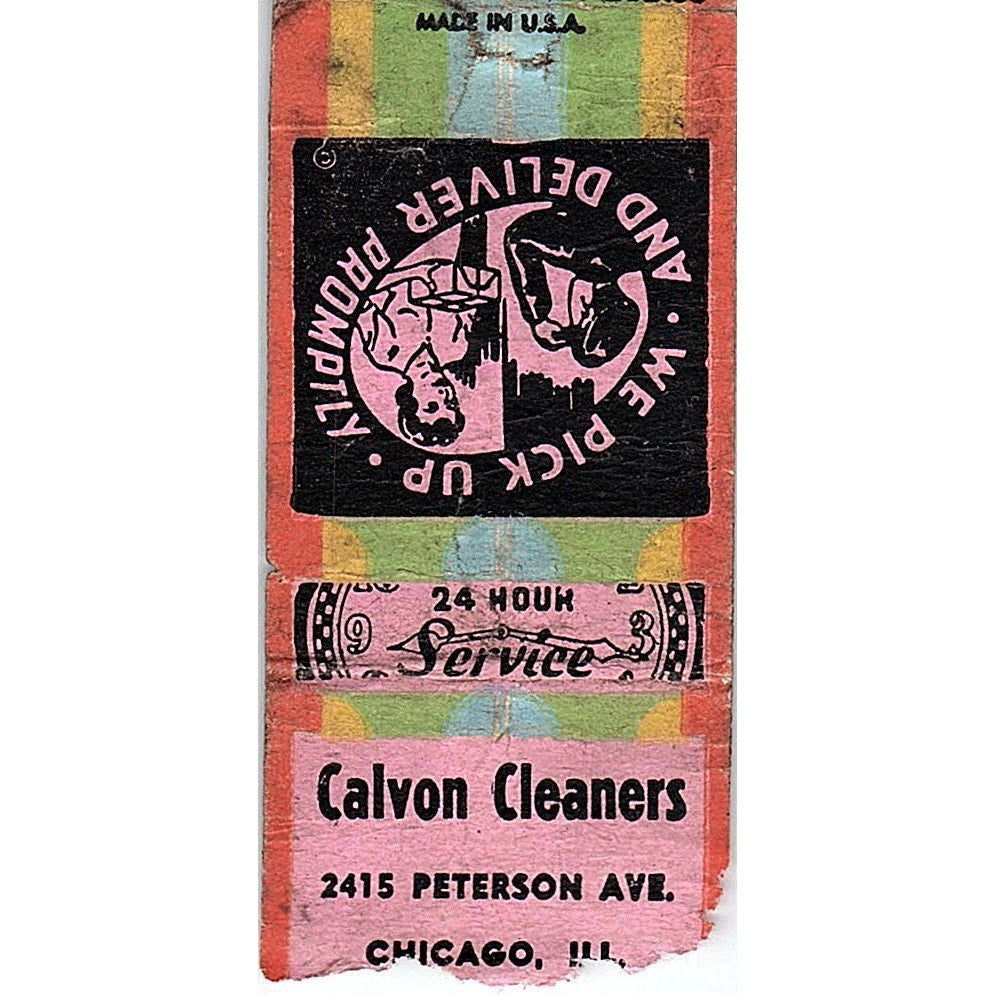 MADE IN U.S.A.
©
WE PICK UP · PROMPTLY
AND DELIVER
24 HOUR
9 Service 3
Calvon Cleaners
2415 PETERSON AVE.
CHICAGO, ILL.